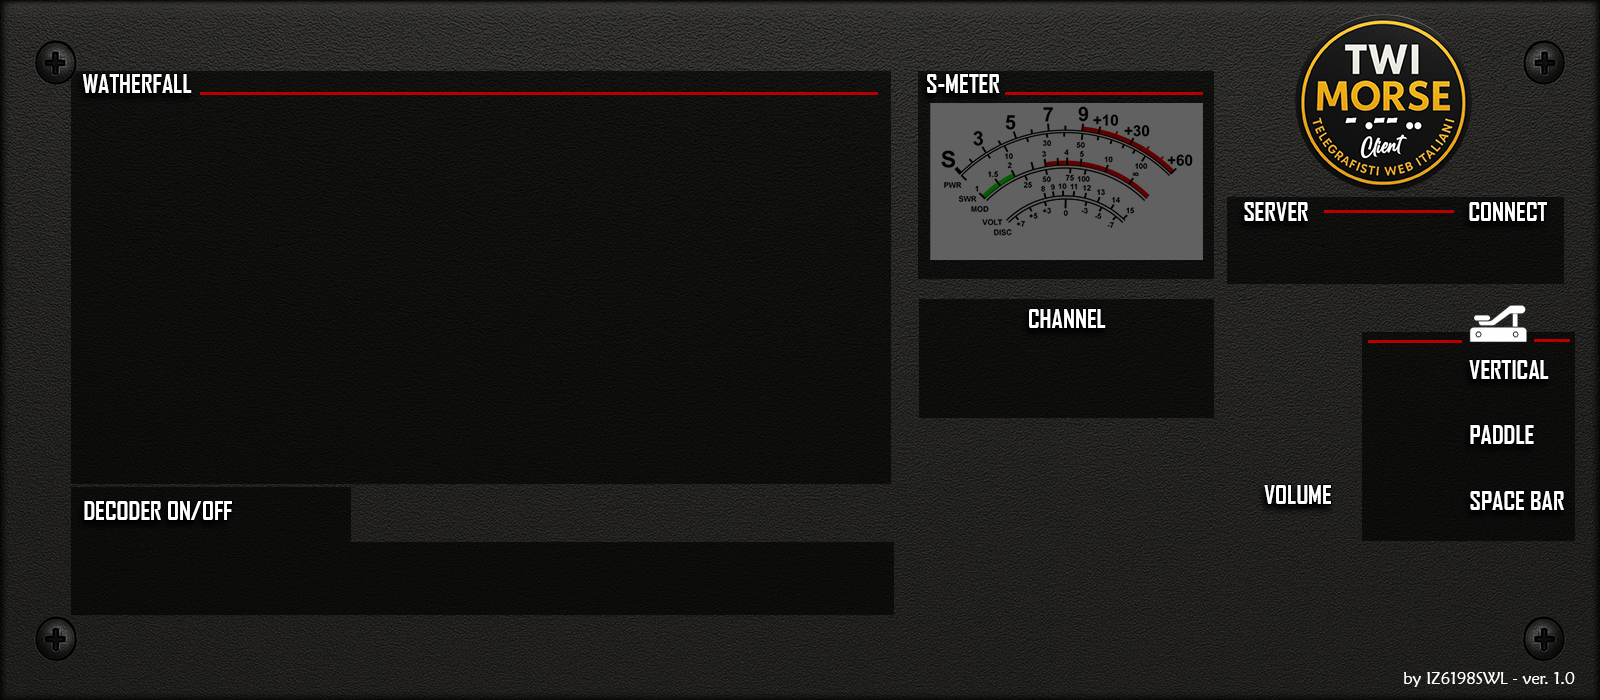 WATHERFALL
S-METER
S 3 5 7 9 +10 +30 +60
PWR 10 30 50 100
SWR 1 1.5 2 3 4 5 10 ∞
MOD 25 50 75 100
VOLT 8 9 10 11 12 13 14 15
DISC +7 +5 +3 0 -3 -5 -7
TWI
MORSE
- .-- ..
Client
TELEGRAFISTI WEB ITALIANI
SERVER CONNECT
CHANNEL
VERTICAL
PADDLE
VOLUME
SPACE BAR
DECODER ON/OFF
by IZ6198SWL - ver. 1.0